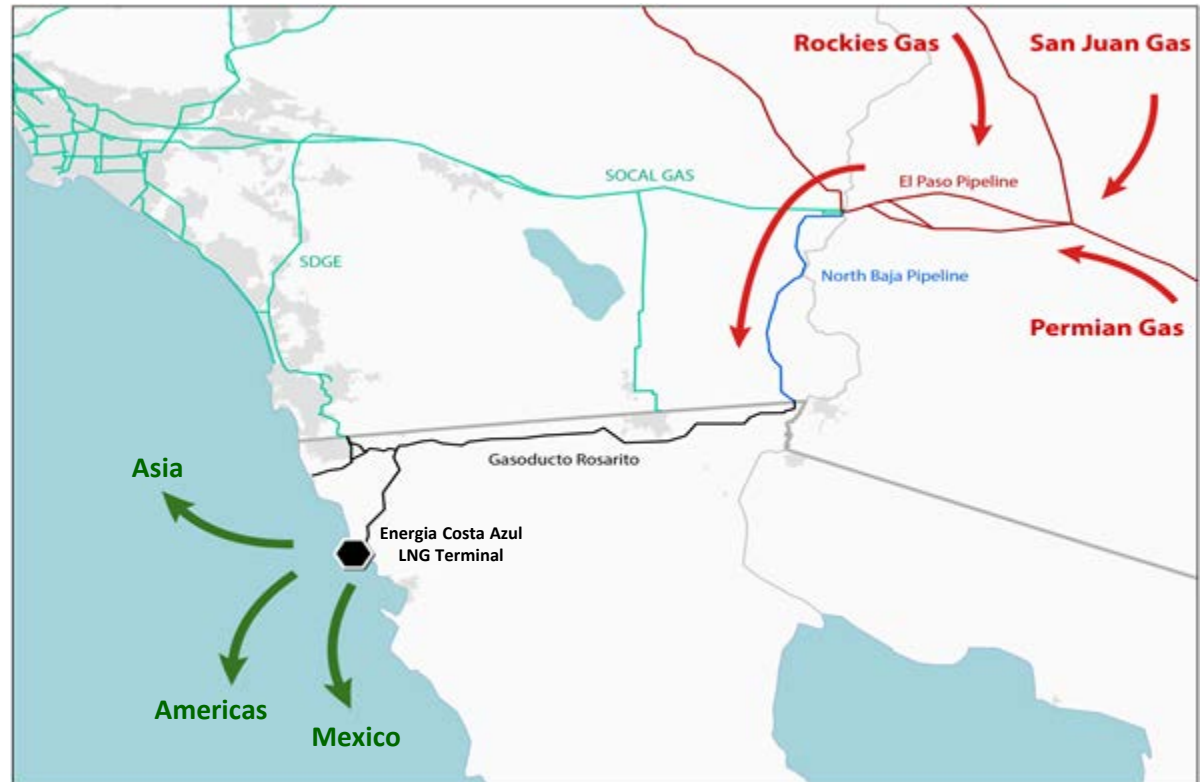 Rockies Gas
San Juan Gas
SOCAL GAS
El Paso Pipeline
SDGE
North Baja Pipeline
Permian Gas
Gasoducto Rosarito
Asia
Energia Costa Azul
LNG Terminal
Americas
Mexico